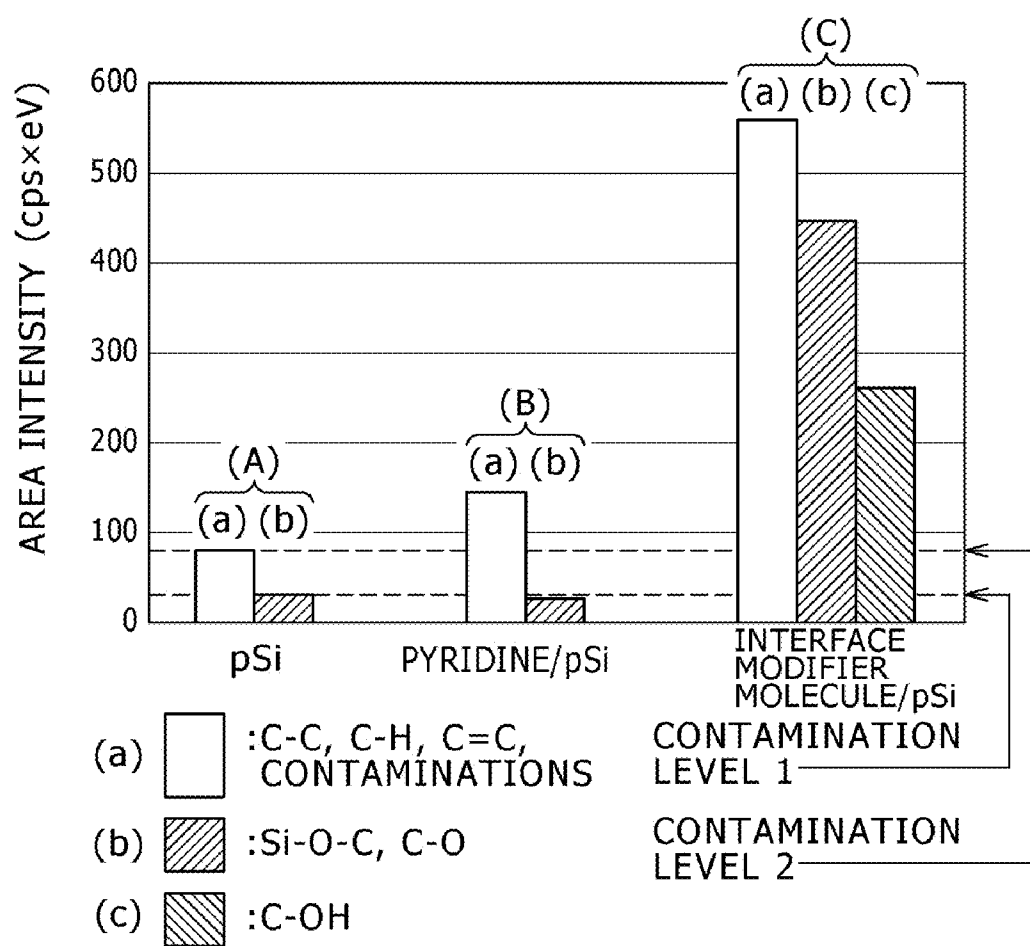 AREA INTENSITY (cps×eV)
600
500
400
300
200
100
0
(A)
(a) (b)
(B)
(a) (b)
(C)
(a) (b) (c)
pSi
PYRIDINE/pSi
INTERFACE
MODIFIER
MOLECULE/pSi
(a) :C-C, C-H, C=C,
CONTAMINATIONS
(b) :Si-O-C, C-O
(c) :C-OH
CONTAMINATION
LEVEL 1
CONTAMINATION
LEVEL 2